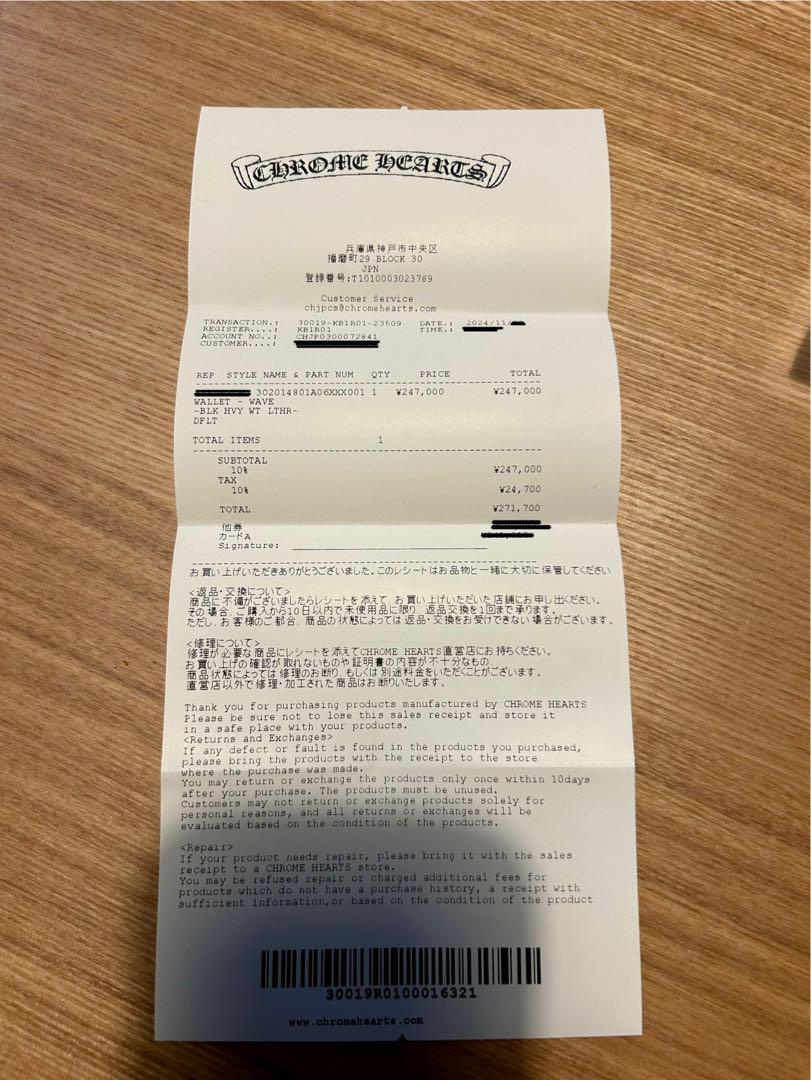 CHROME HEARTS
兵庫県神戸市中央区
播磨町29 BLOCK 30
JPN
登録番号:T1010003023789
Customer Service
chjpcs@chromehearts.com
TRANSACTION.: 30019-KB1R01-23509 DATE.: 2024/11/
REGISTER....: KB1R01 TIME.:
ACCOUNT NO..: CHJP0300072841
CUSTOMER....:
REP STYLE NAME & PART NUM QTY PRICE TOTAL
302014801A06XXX001 1 ¥247,000 ¥247,000
WALLET - WAVE
-BLK HVY WT LTHR-
DFLT
TOTAL ITEMS 1
SUBTOTAL
10% ¥247,000
TAX
10% ¥24,700
TOTAL ¥271,700
他券
カードA
Signature:
お買い上げいただきありがとうございました。このレシートはお品物と一緒に大切に保管してください
<返品・交換について>
商品に不備がございましたらレシートを添えて、お買い上げいただいた店舗にお申し出ください。
その場合、ご購入から10日以内で未使用品に限り、返品交換を1回まで承ります。
ただし、お客様のご都合、商品の状態によっては返品・交換をお受けできない場合がございます。
<修理について>
修理が必要な商品にレシートを添えてCHROME HEARTS直営店にお持ちください。
お買い上げの確認が取れないものや証明書の内容が不十分なもの、
商品状態によっては修理のお断り、もしくは別途料金をいただくことがございます。
直営店以外で修理・加工された商品はお断りいたします。
Thank you for purchasing products manufactured by CHROME HEARTS
Please be sure not to lose this sales receipt and store it
in a safe place with your products.
<Returns and Exchanges>
If any defect or fault is found in the products you purchased,
please bring the products with the receipt to the store
where the purchase was made.
You may return or exchange the products only once within 10days
after your purchase. The products must be unused.
Customers may not return or exchange products solely for
personal reasons, and all returns or exchanges will be
evaluated based on the condition of the products.
<Repair>
If your product needs repair, please bring it with the sales
receipt to a CHROME HEARTS store.
You may be refused repair or charged additional fees for
products which do not have a purchase history, a receipt with
sufficient information,or based on the condition of the product
30019R0100016321
www.chromehearts.com